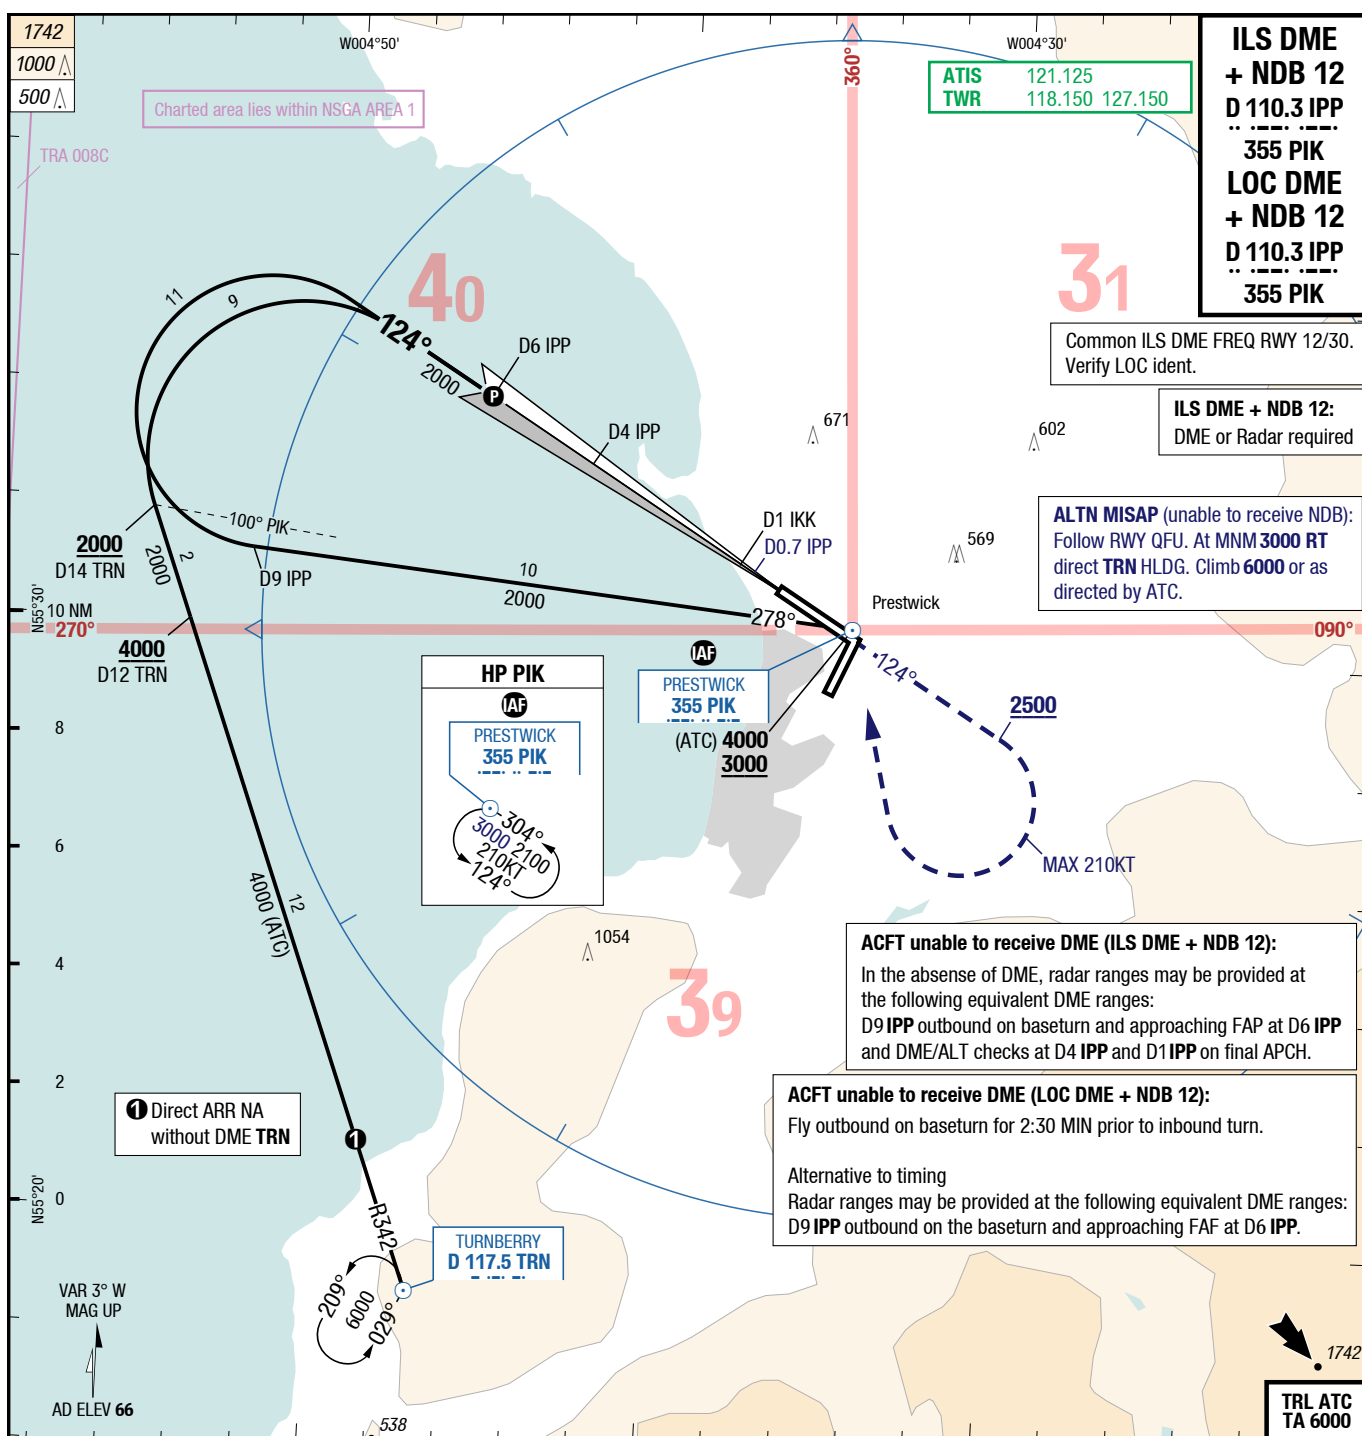 1742
1000
500
W004°50'
W004°30'
Charted area lies within NSGA AREA 1
TRA 008C
360°
ATIS 121.125
TWR 118.150 127.150
ILS DME
+ NDB 12
D 110.3 IPP
355 PIK
LOC DME
+ NDB 12
D 110.3 IPP
355 PIK
40
31
Common ILS DME FREQ RWY 12/30.
Verify LOC ident.
ILS DME + NDB 12:
DME or Radar required
11
9
124°
2000
D6 IPP
P
D4 IPP
671
602
569
D1 IKK
D0.7 IPP
ALTN MISAP (unable to receive NDB):
Follow RWY QFU. At MNM 3000 RT
direct TRN HLDG. Climb 6000 or as
directed by ATC.
100° PIK
2000
D14 TRN
2
2000
D9 IPP
10
2000
278°
Prestwick
N55°30'
10 NM
270°
090°
4000
D12 TRN
HP PIK
IAF
PRESTWICK
355 PIK
304°
3000 2100
210KT
124°
IAF
PRESTWICK
355 PIK
(ATC) 4000
3000
124°
2500
MAX 210KT
8
6
4
2
0
12
4000 (ATC)
1054
39
ACFT unable to receive DME (ILS DME + NDB 12):
In the absense of DME, radar ranges may be provided at
the following equivalent DME ranges:
D9 IPP outbound on baseturn and approaching FAP at D6 IPP
and DME/ALT checks at D4 IPP and D1 IPP on final APCH.
ACFT unable to receive DME (LOC DME + NDB 12):
Fly outbound on baseturn for 2:30 MIN prior to inbound turn.
Alternative to timing
Radar ranges may be provided at the following equivalent DME ranges:
D9 IPP outbound on the baseturn and approaching FAF at D6 IPP.
1 Direct ARR NA
without DME TRN
1
N55°20'
R342
TURNBERRY
D 117.5 TRN
209°
6000
029°
VAR 3° W
MAG UP
AD ELEV 66
538
1742
TRL ATC
TA 6000